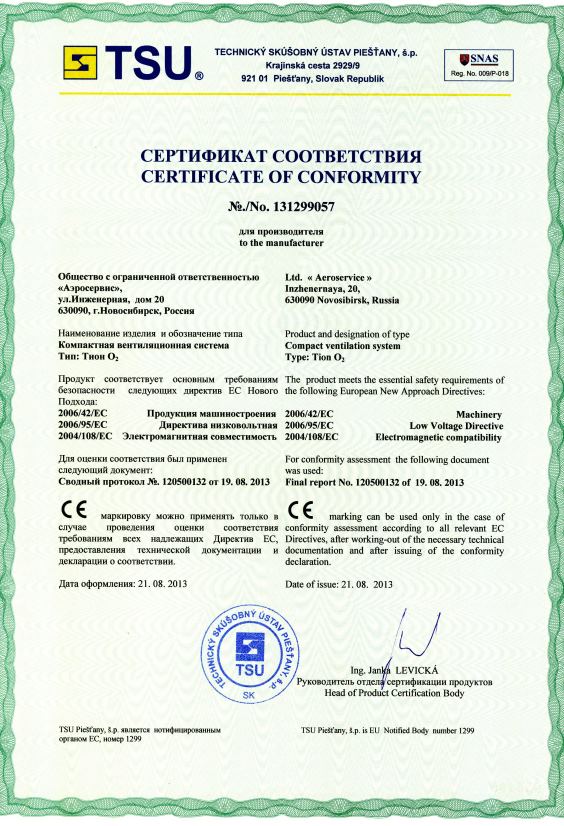 TSU®
TECHNICKÝ SKÚŠOBNÝ ÚSTAV PIEŠŤANY, š.p.
Krajinská cesta 2929/9
921 01 Piešťany, Slovak Republik
SNAS
Reg. No. 009/P-018
СЕРТИФИКАТ СООТВЕТСТВИЯ
CERTIFICATE OF CONFORMITY
№./No. 131299057
для производителя
to the manufacturer
Общество с ограниченной ответственностью
«Аэросервис»,
ул.Инженерная, дом 20
630090, г.Новосибирск, Россия
Ltd. « Aeroservice »
Inzhenernaya, 20,
630090 Novosibirsk, Russia
Наименование изделия и обозначение типа
Компактная вентиляционная система
Тип: Тион O₂
Product and designation of type
Compact ventilation system
Type: Tion O₂
Продукт соответствует основным требованиям
безопасности следующих директив ЕС Нового
Подхода:
2006/42/EC Продукция машиностроения
2006/95/EC Директива низковольтная
2004/108/EC Электромагнитная совместимость
The product meets the essential safety requirements of
the following European New Approach Directives:
2006/42/EC Machinery
2006/95/EC Low Voltage Directive
2004/108/EC Electromagnetic compatibility
Для оценки соответствия был применен
следующий документ:
Сводный протокол №. 120500132 от 19. 08. 2013
For conformity assessment the following document
was used:
Final report No. 120500132 of 19. 08. 2013
CE маркировку можно применять только в
случае проведения оценки соответствия
требованиям всех надлежащих Директив ЕС,
предоставления технической документации и
декларации о соответствии.
CE marking can be used only in the case of
conformity assessment according to all relevant EC
Directives, after working-out of the necessary technical
documentation and after issuing of the conformity
declaration.
Дата оформления: 21. 08. 2013
Date of issue: 21. 08. 2013
TECHNICKÝ SKÚŠOBNÝ ÚSTAV PIEŠŤANY, š.p.
TSU
SK
Ing. Janka LEVICKÁ
Руководитель отдела сертификации продуктов
Head of Product Certification Body
TSU Piešťany, š.p. является нотифицированным
органом ЕС, номер 1299
TSU Piešťany, š.p. is EU Notified Body number 1299